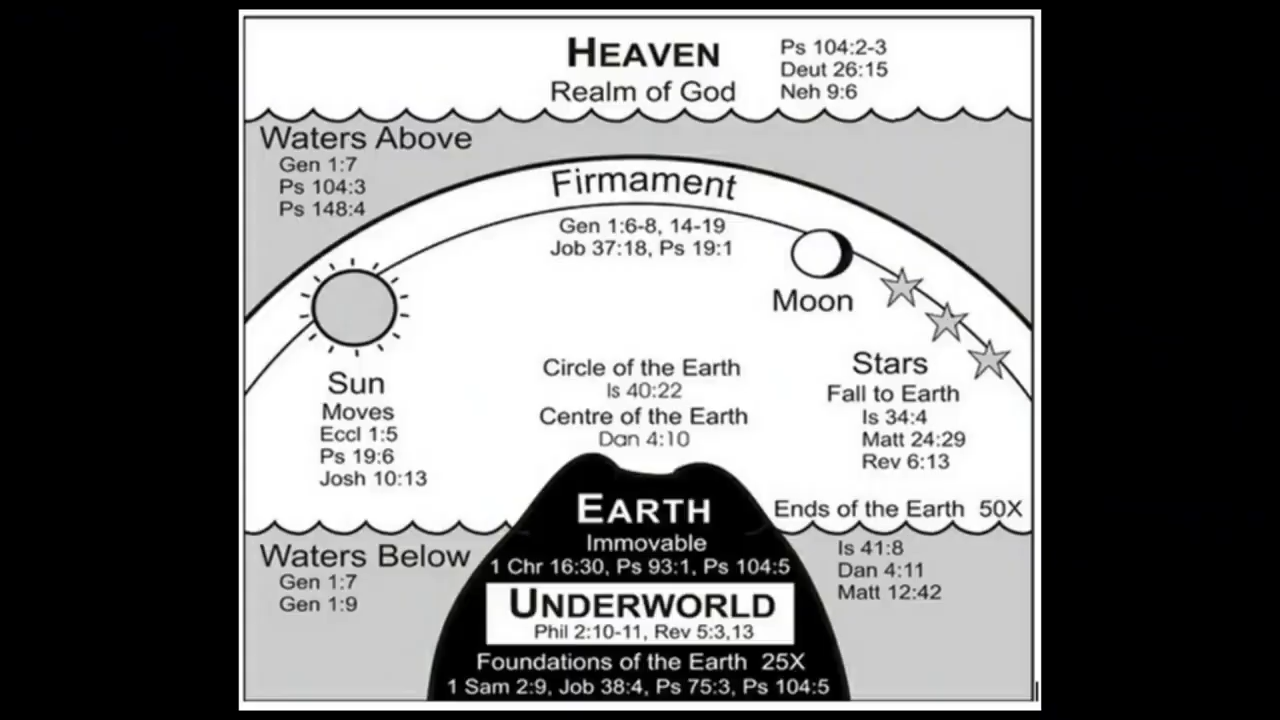 HEAVEN
Realm of God
Ps 104:2-3
Deut 26:15
Neh 9:6
Waters Above
Gen 1:7
Ps 104:3
Ps 148:4
Firmament
Gen 1:6-8, 14-19
Job 37:18, Ps 19:1
Moon
Sun
Moves
Eccl 1:5
Ps 19:6
Josh 10:13
Circle of the Earth
Is 40:22
Centre of the Earth
Dan 4:10
Stars
Fall to Earth
Is 34:4
Matt 24:29
Rev 6:13
Ends of the Earth 50X
Is 41:8
Dan 4:11
Matt 12:42
Waters Below
Gen 1:7
Gen 1:9
EARTH
Immovable
1 Chr 16:30, Ps 93:1, Ps 104:5
UNDERWORLD
Phil 2:10-11, Rev 5:3,13
Foundations of the Earth 25X
1 Sam 2:9, Job 38:4, Ps 75:3, Ps 104:5